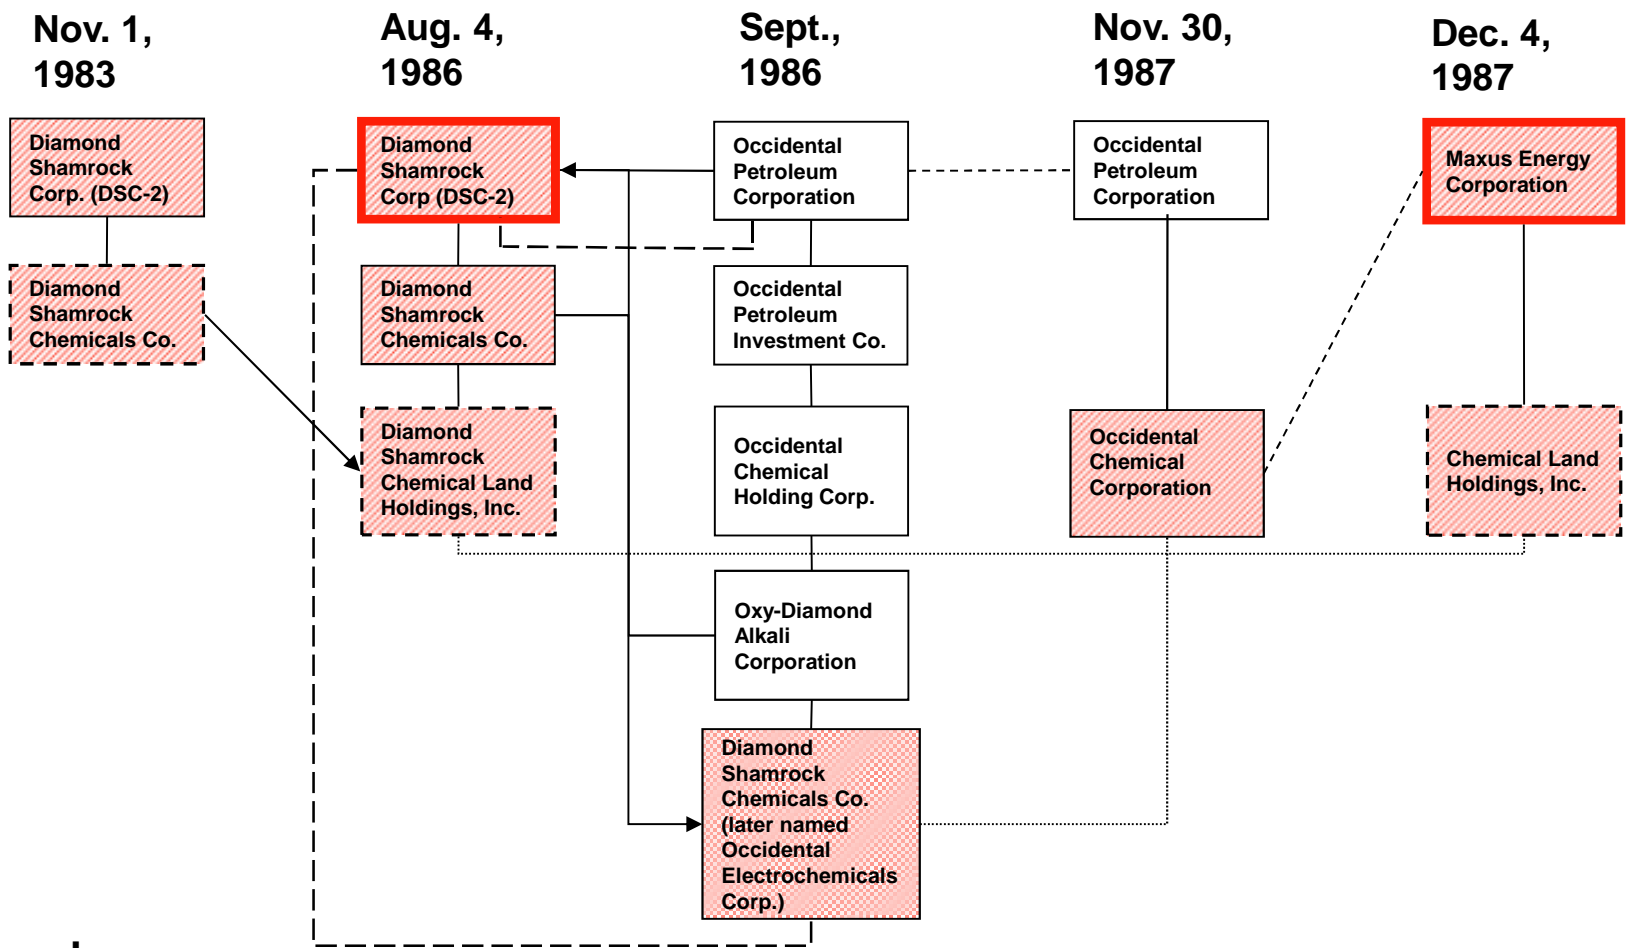 Nov. 1,
1983
Aug. 4,
1986
Sept.,
1986
Nov. 30,
1987
Dec. 4,
1987
Diamond
Shamrock
Corp. (DSC-2)
Diamond
Shamrock
Corp (DSC-2)
Occidental
Petroleum
Corporation
Occidental
Petroleum
Corporation
Maxus Energy
Corporation
Diamond
Shamrock
Chemicals Co.
Diamond
Shamrock
Chemicals Co.
Occidental
Petroleum
Investment Co.
Diamond
Shamrock
Chemical Land
Holdings, Inc.
Occidental
Chemical
Holding Corp.
Occidental
Chemical
Corporation
Chemical Land
Holdings, Inc.
Oxy-Diamond
Alkali
Corporation
Diamond
Shamrock
Chemicals Co.
(later named
Occidental
Electrochemicals
Corp.)